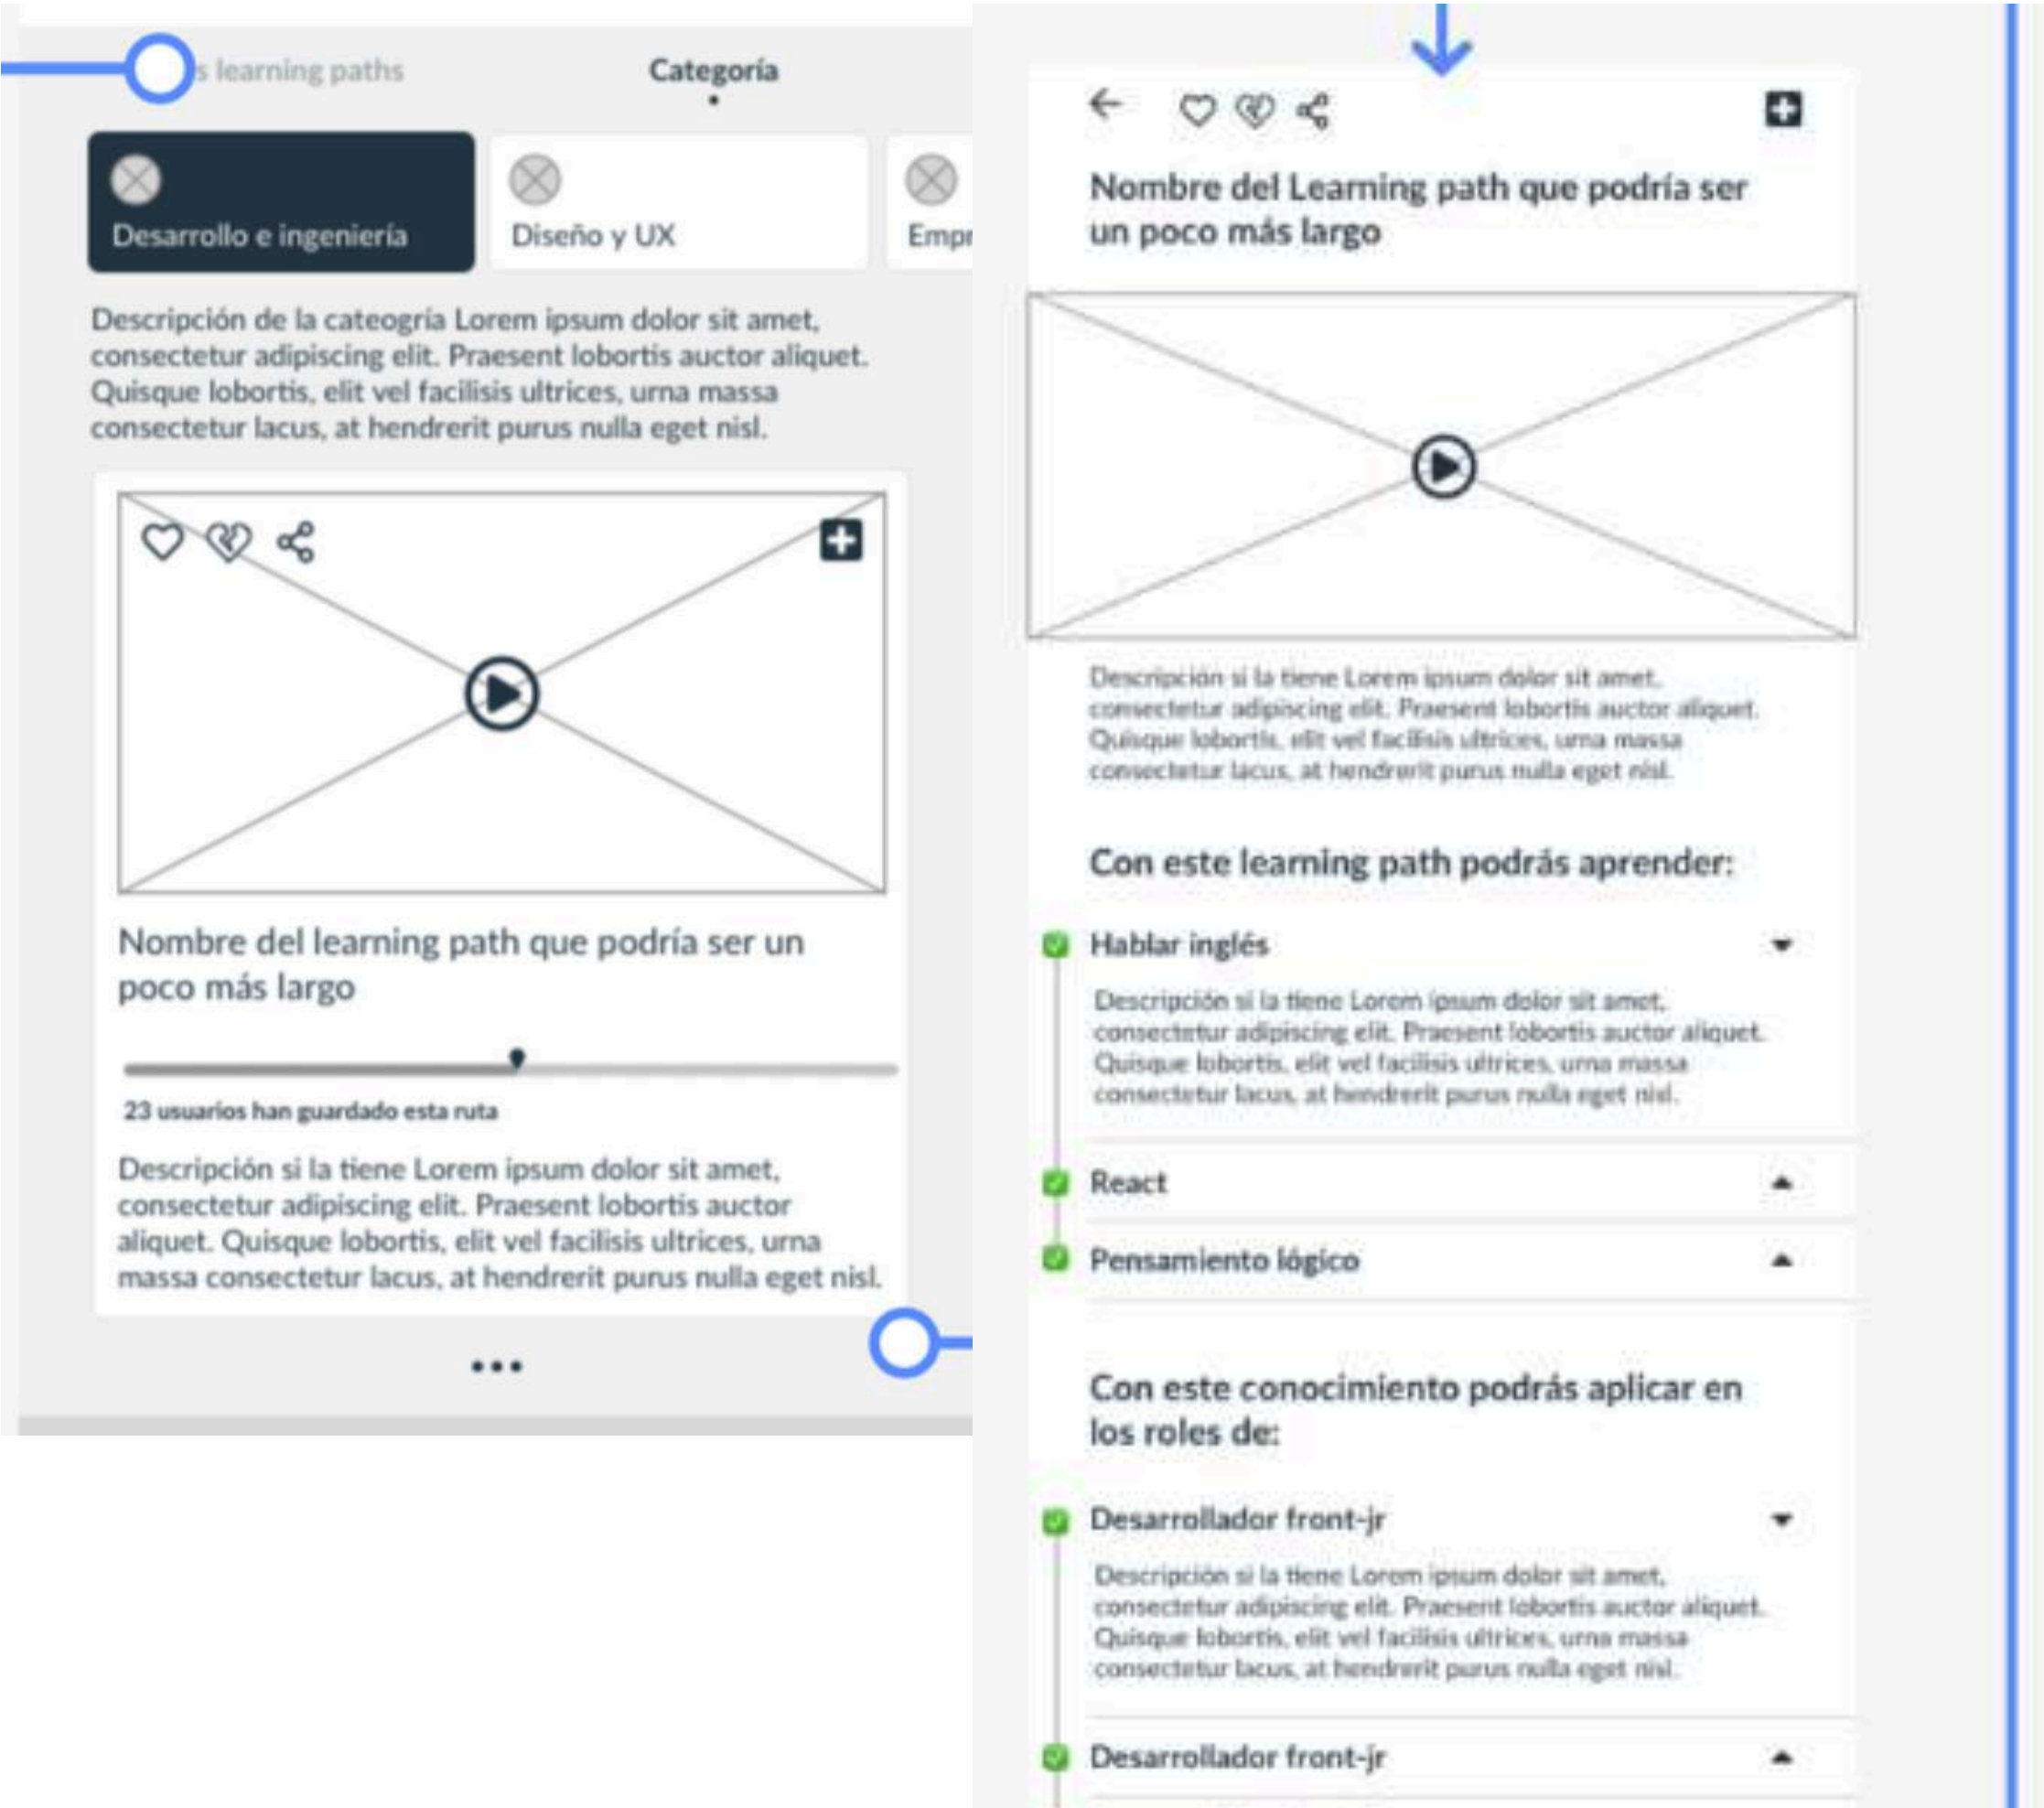 s learning paths
Categoría
Desarrollo e ingeniería
Diseño y UX
Empr
Descripción de la cateogría Lorem ipsum dolor sit amet,
consectetur adipiscing elit. Praesent lobortis auctor aliquet.
Quisque lobortis, elit vel facilisis ultrices, urna massa
consectetur lacus, at hendrerit purus nulla eget nisl.
Nombre del learning path que podría ser un
poco más largo
23 usuarios han guardado esta ruta
Descripción si la tiene Lorem ipsum dolor sit amet,
consectetur adipiscing elit. Praesent lobortis auctor
aliquet. Quisque lobortis, elit vel facilisis ultrices, urna
massa consectetur lacus, at hendrerit purus nulla eget nisl.
Nombre del Learning path que podría ser
un poco más largo
Descripción si la tiene Lorem ipsum dolor sit amet,
consectetur adipiscing elit. Praesent lobortis auctor aliquet.
Quisque lobortis, elit vel facilisis ultrices, urna massa
consectetur lacus, at hendrerit purus nulla eget nisl.
Con este learning path podrás aprender:
Hablar inglés
Descripción si la tiene Lorem ipsum dolor sit amet,
consectetur adipiscing elit. Praesent lobortis auctor aliquet.
Quisque lobortis, elit vel facilisis ultrices, urna massa
consectetur lacus, at hendrerit purus nulla eget nisl.
React
Pensamiento lógico
Con este conocimiento podrás aplicar en
los roles de:
Desarrollador front-jr
Descripción si la tiene Lorem ipsum dolor sit amet,
consectetur adipiscing elit. Praesent lobortis auctor aliquet.
Quisque lobortis, elit vel facilisis ultrices, urna massa
consectetur lacus, at hendrerit purus nulla eget nisl.
Desarrollador front-jr